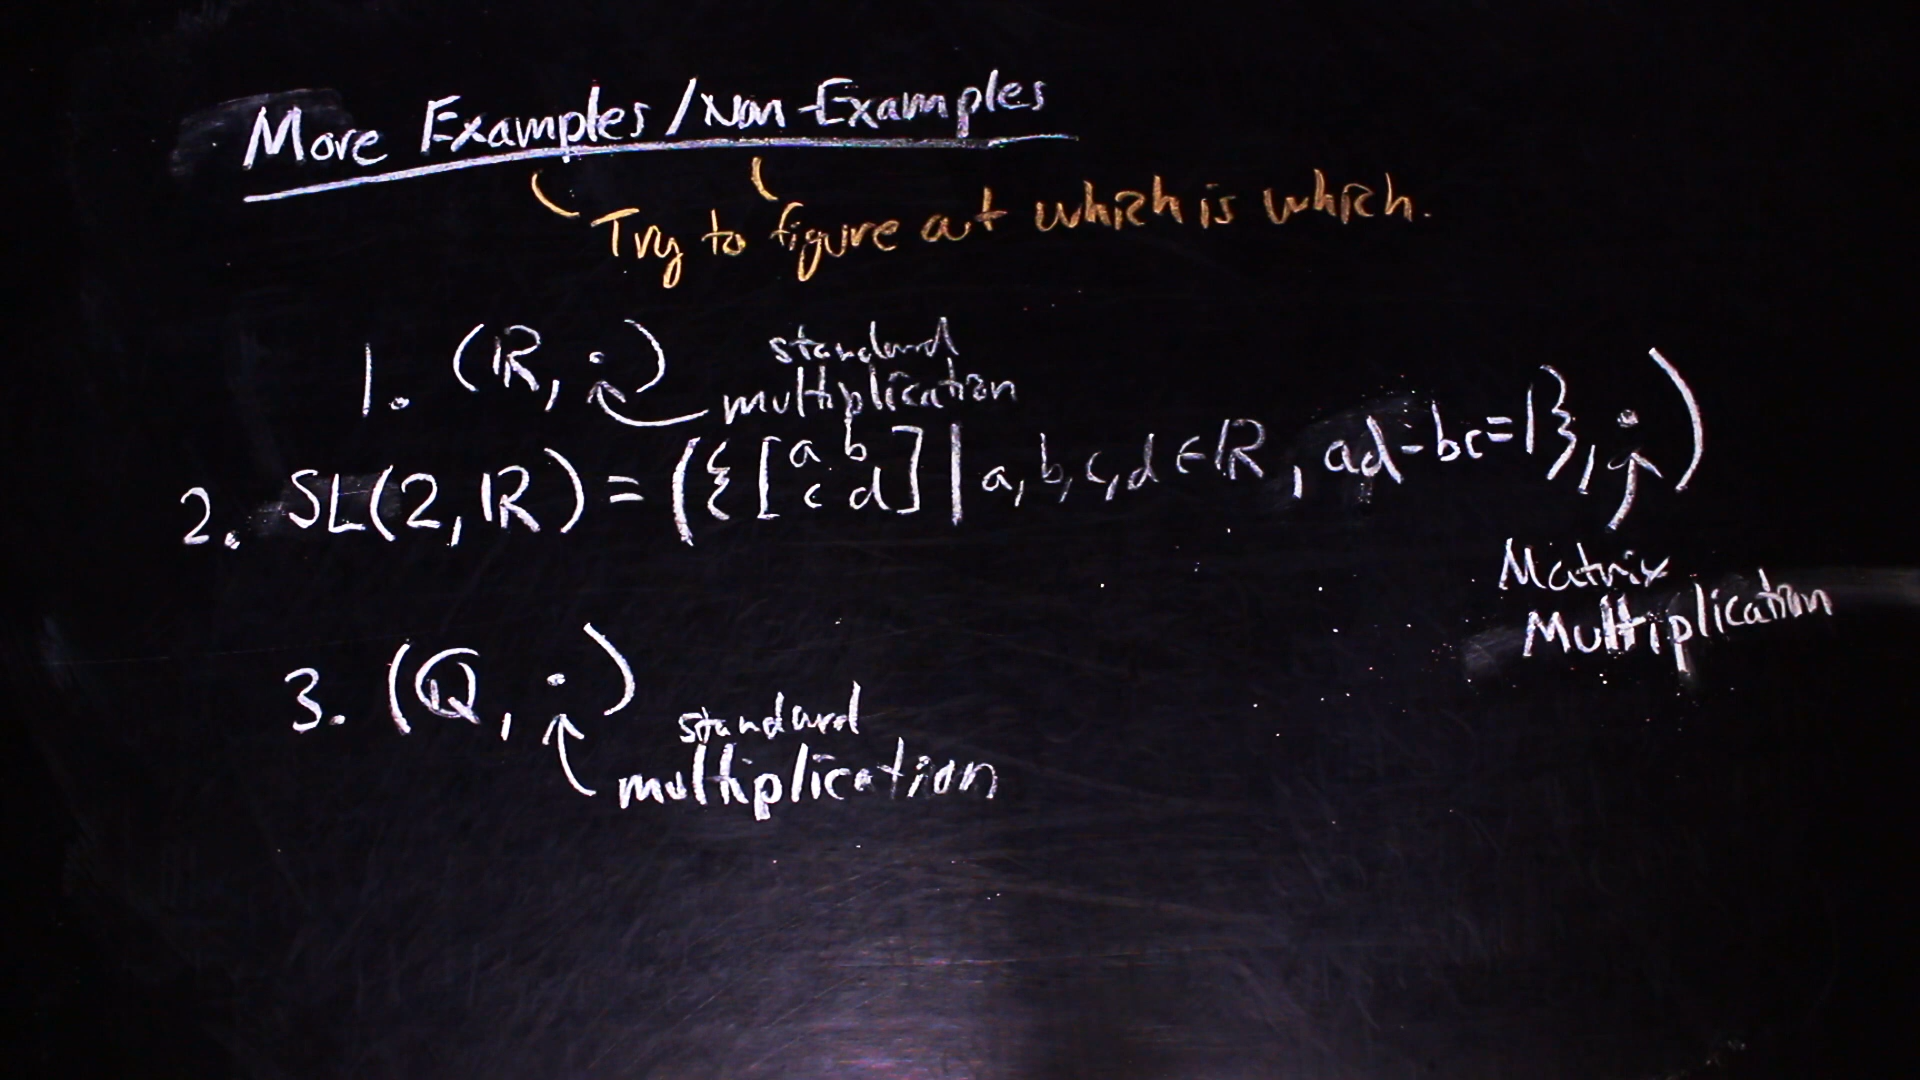 More Examples/Non-Examples
Try to figure out which is which.
1. (ℝ, ·) standard
multiplication
2. SL(2, ℝ) = ({[a b
c d] | a, b, c, d ∈ ℝ, ad-bc=1}, ·)
Matrix
Multiplication
3. (ℚ, ·) standard
multiplication